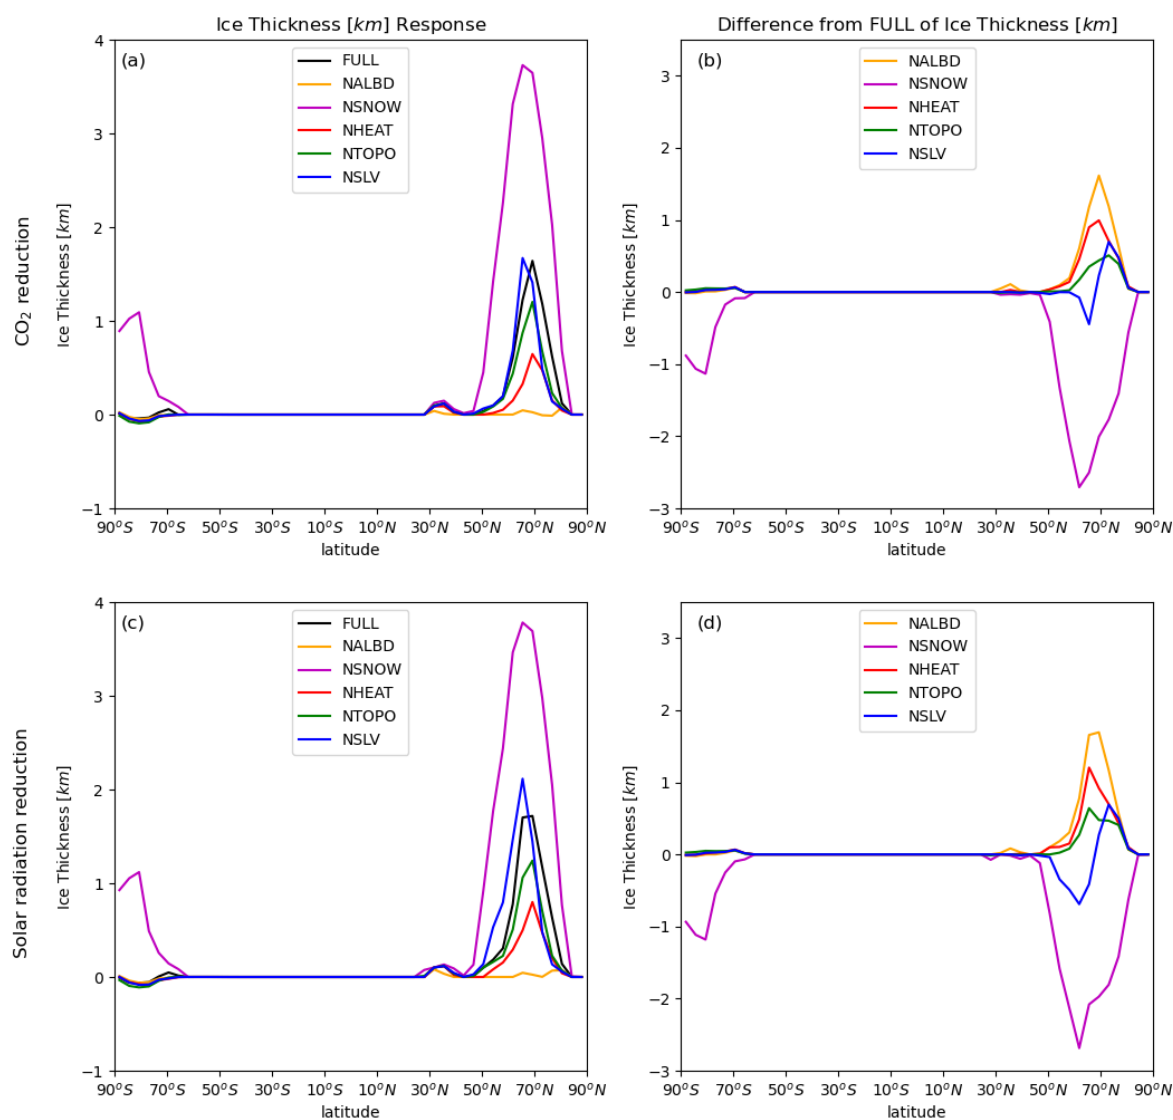 Ice Thickness [km] Response
Difference from FULL of Ice Thickness [km]
CO₂ reduction
Ice Thickness [km]
(a)
FULL
NALBD
NSNOW
NHEAT
NTOPO
NSLV
4
3
2
1
0
−1
90°S 70°S 50°S 30°S 10°S 10°N 30°N 50°N 70°N 90°N
latitude
Ice Thickness [km]
(b)
NALBD
NSNOW
NHEAT
NTOPO
NSLV
3
2
1
0
−1
−2
−3
90°S 70°S 50°S 30°S 10°S 10°N 30°N 50°N 70°N 90°N
latitude
Solar radiation reduction
Ice Thickness [km]
(c)
FULL
NALBD
NSNOW
NHEAT
NTOPO
NSLV
4
3
2
1
0
−1
90°S 70°S 50°S 30°S 10°S 10°N 30°N 50°N 70°N 90°N
latitude
Ice Thickness [km]
(d)
NALBD
NSNOW
NHEAT
NTOPO
NSLV
3
2
1
0
−1
−2
−3
90°S 70°S 50°S 30°S 10°S 10°N 30°N 50°N 70°N 90°N
latitude